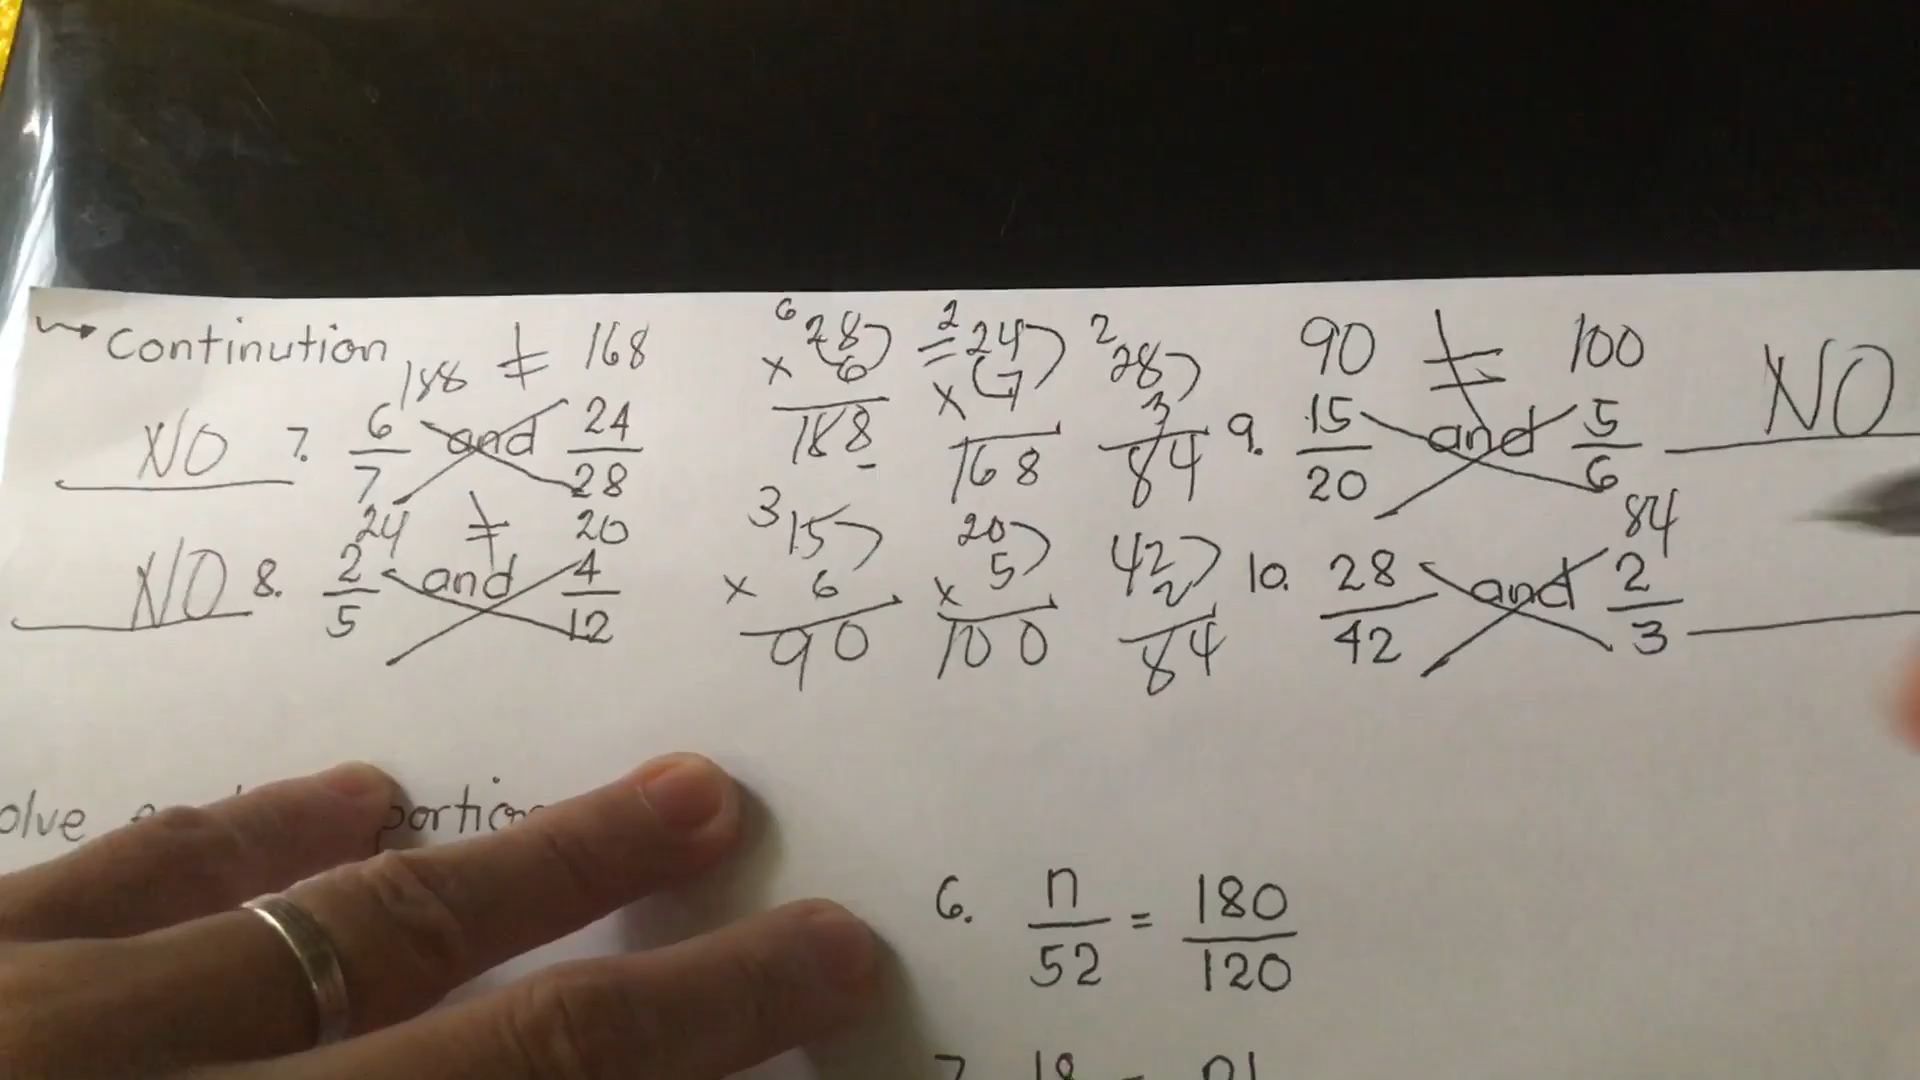 Continution
188 ≠ 168
NO 7. 6/7 and 24/28
24 ≠ 20
NO 8. 2/5 and 4/12
6
28
× 6
188
2
= 24
× 7
168
2
28
3
84
3
15
× 6
90
20
× 5
100
42
2
84
90 ≠ 100
9. 15/20 and 5/6 NO
84
10. 28/42 and 2/3
olve
portion
6. n/52 = 180/120
7. 18 =